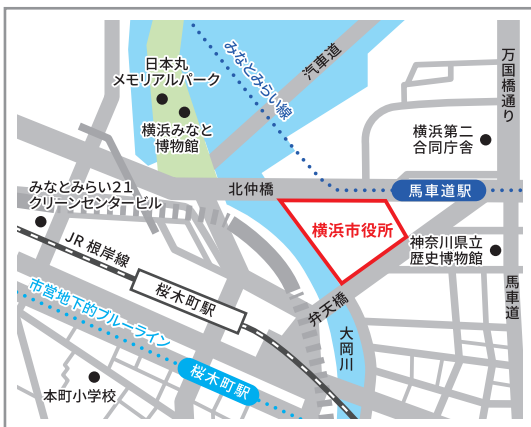 日本丸
メモリアルパーク
横浜みなと
博物館
みなとみらい線
汽車道
万国橋通り
横浜第二
合同庁舎
北仲橋
馬車道駅
みなとみらい21
クリーンセンタービル
横浜市役所
神奈川県立
歴史博物館
JR 根岸線
桜木町駅
弁天橋
馬車道
市営地下的ブルーライン
大岡川
桜木町駅
本町小学校